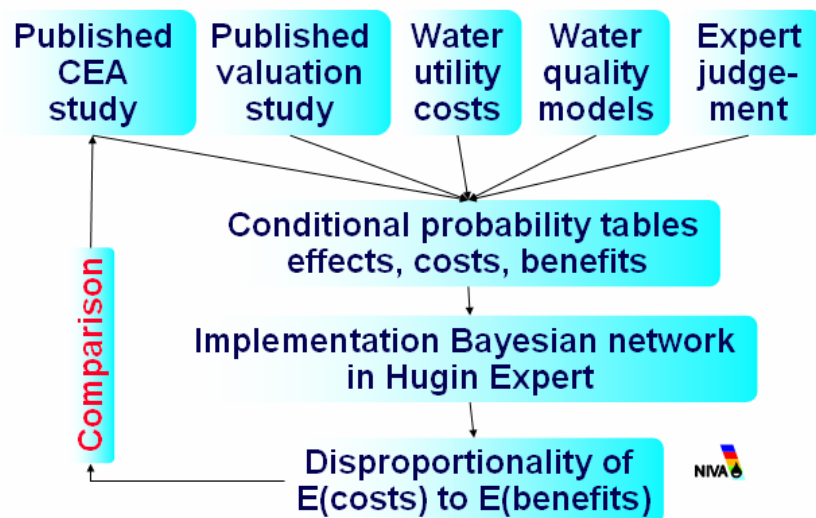 Published
CEA
study
Published
valuation
study
Water
utility
costs
Water
quality
models
Expert
judge-
ment
Conditional probability tables
effects, costs, benefits
Implementation Bayesian network
in Hugin Expert
Comparison
Disproportionality of
E(costs) to E(benefits)
NIVA